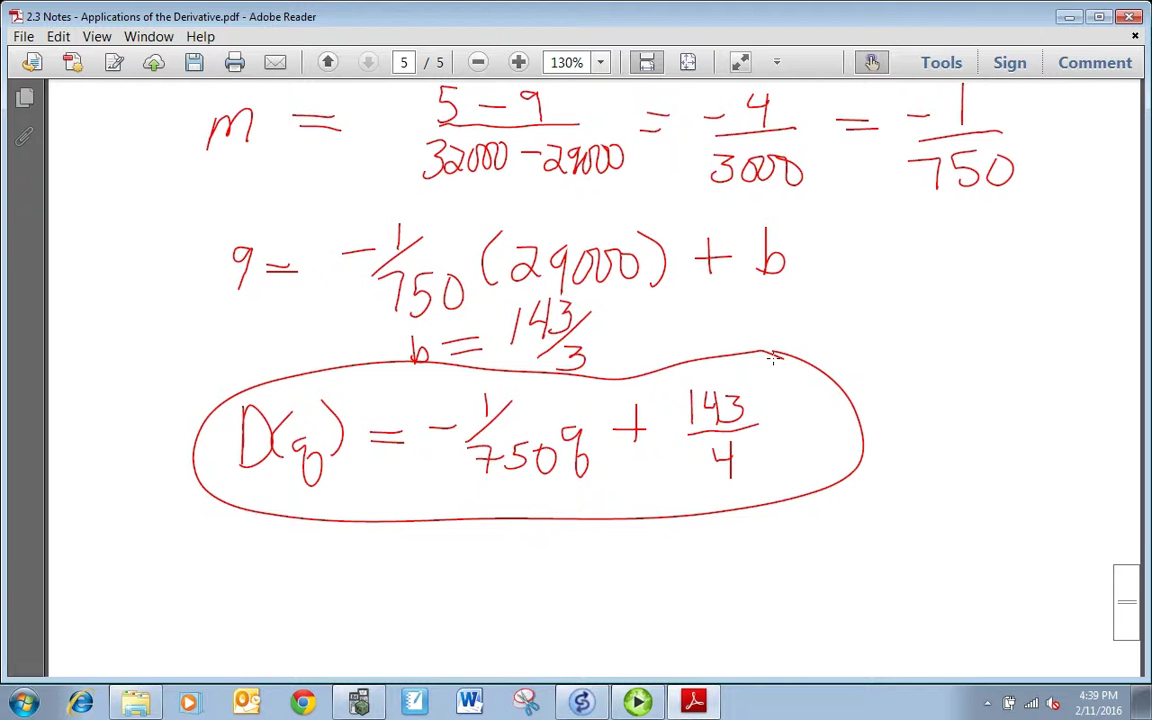 2.3 Notes - Applications of the Derivative.pdf - Adobe Reader
File Edit View Window Help
5 / 5 130% Tools Sign Comment
m = 5 - 9 / 32000 - 29000 = -4 / 3000 = -1 / 750
9 = -1/750 (29000) + b
b = 143/3
D(q) = -1/750 q + 143/4
4:39 PM
2/11/2016